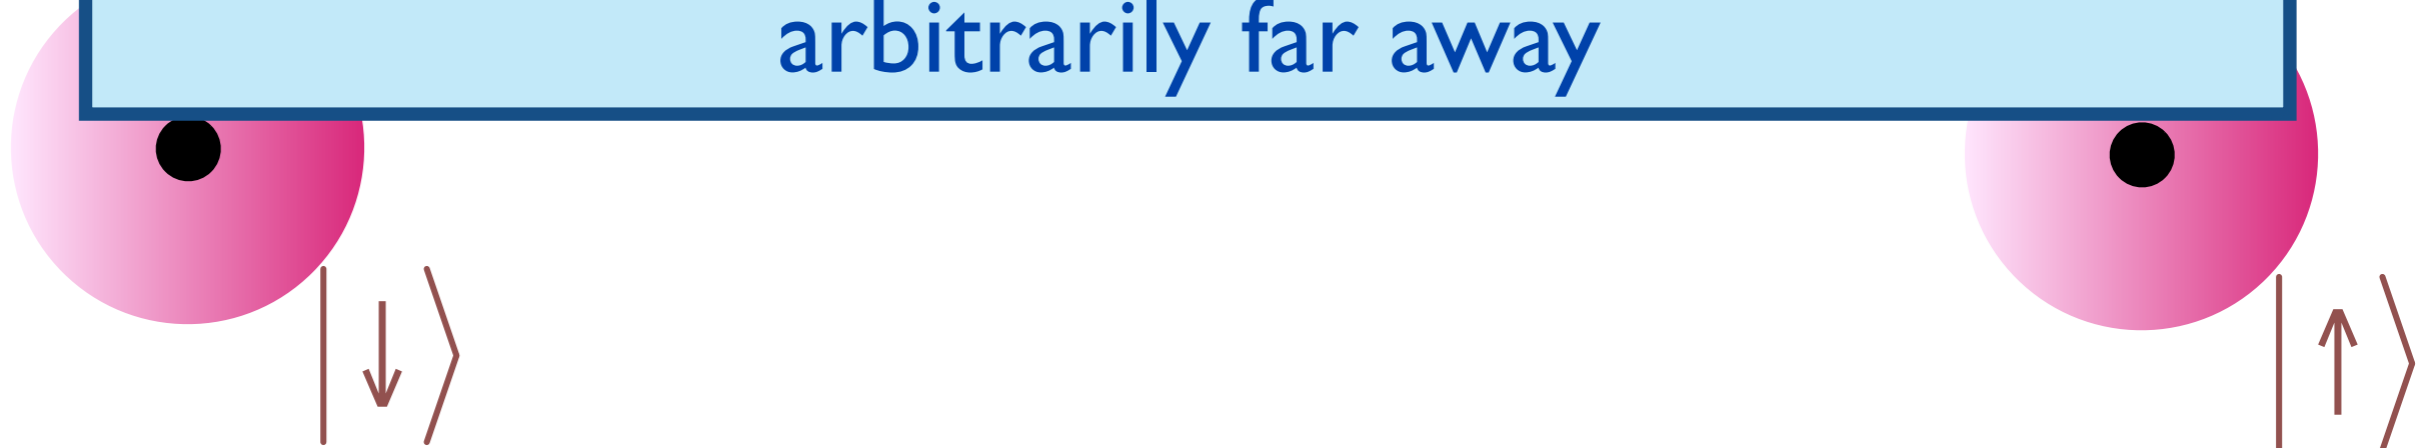 arbitrarily far away
|↓⟩ |↑⟩